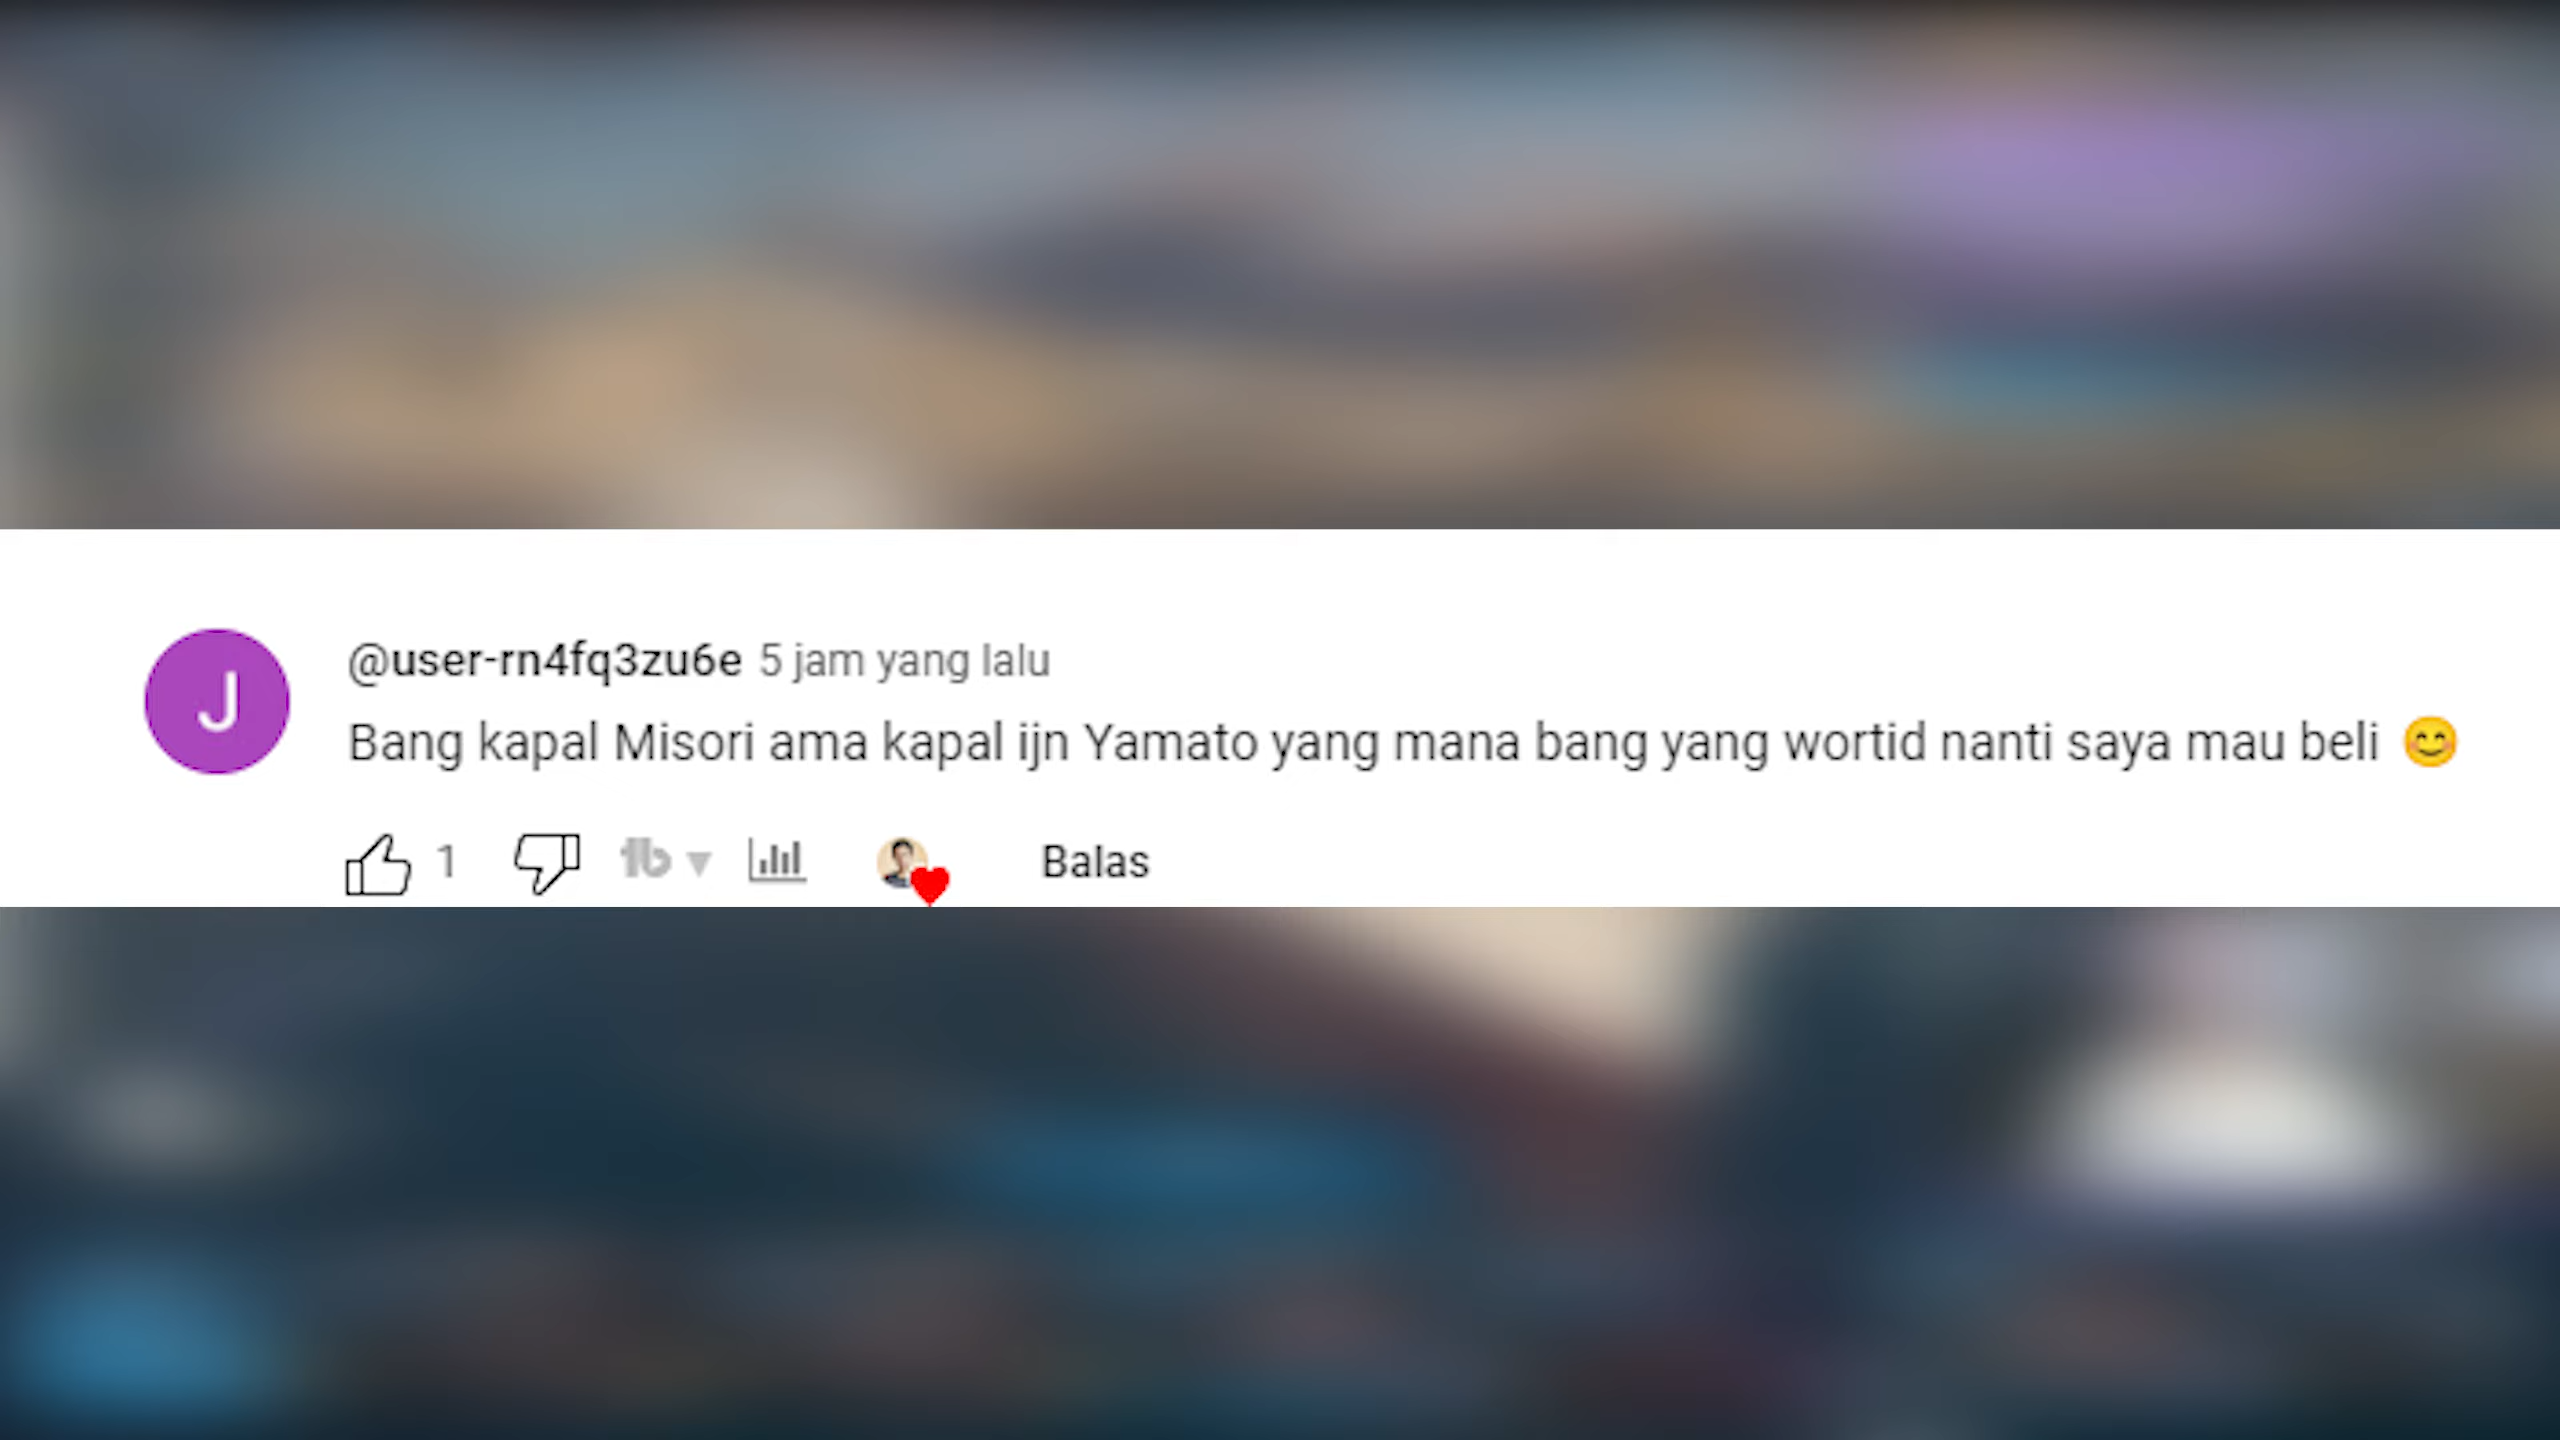 J
@user-rn4fq3zu6e 5 jam yang lalu
Bang kapal Misori ama kapal ijn Yamato yang mana bang yang wortid nanti saya mau beli 😊
1 tb ▼ Balas